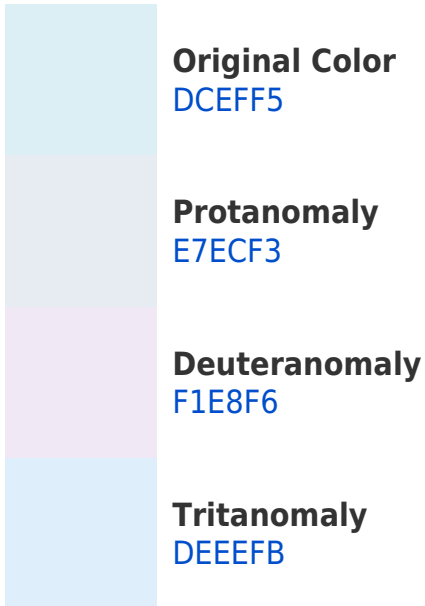 Original Color
DCEFF5
Protanomaly
E7ECF3
Deuteranomaly
F1E8F6
Tritanomaly
DEEEFB